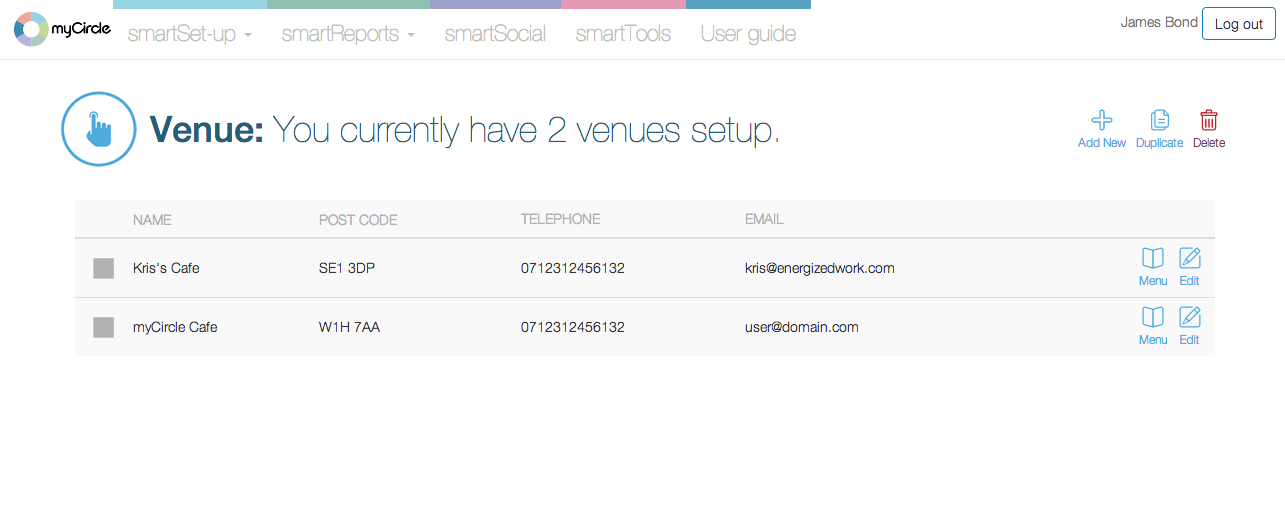 myCircle smartSet-up smartReports smartSocial smartTools User guide James Bond Log out
Venue: You currently have 2 venues setup.
Add New Duplicate Delete
NAME POST CODE TELEPHONE EMAIL
Kris's Cafe SE1 3DP 0712312456132 kris@energizedwork.com Menu Edit
myCircle Cafe W1H 7AA 0712312456132 user@domain.com Menu Edit